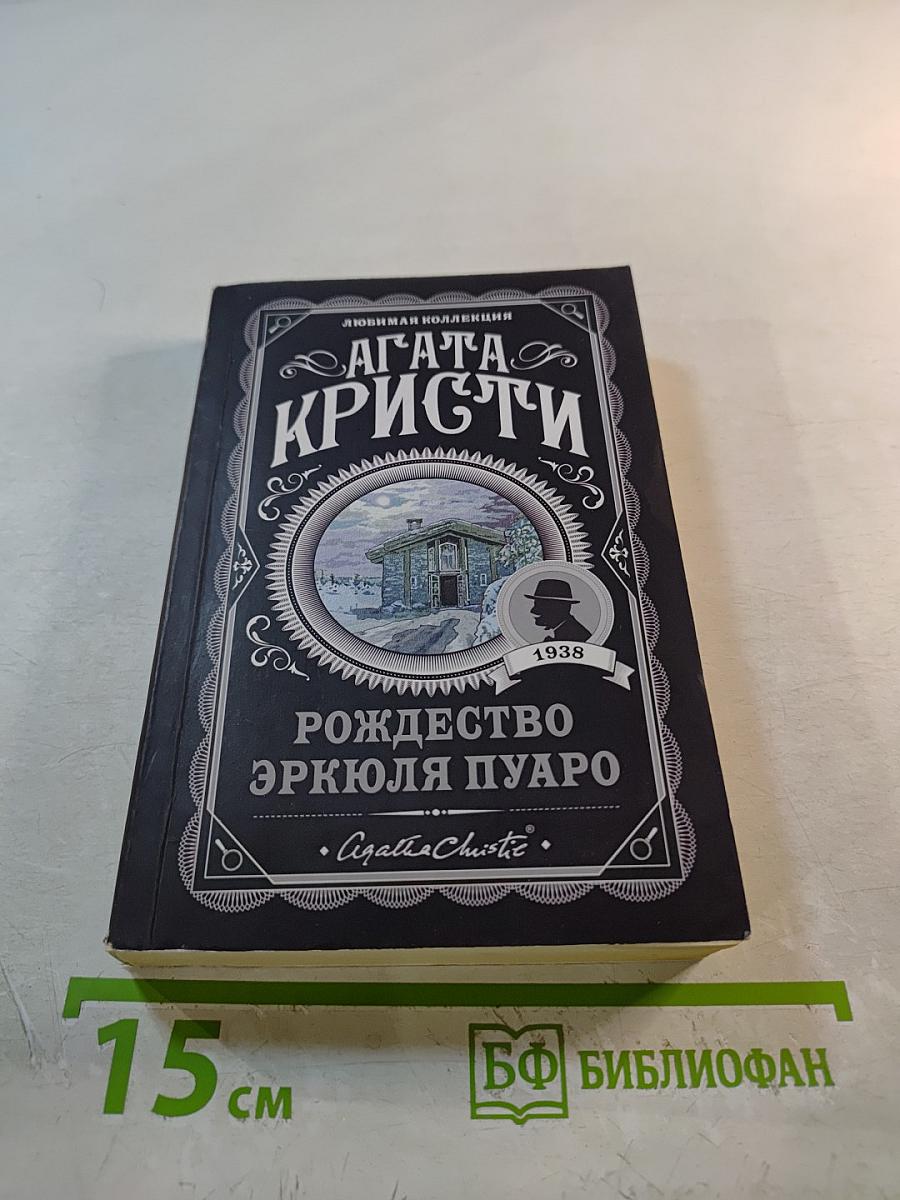 ЛЮБИМАЯ КОЛЛЕКЦИЯ
АГАТА
КРИСТИ
1938
РОЖДЕСТВО
ЭРКЮЛЯ ПУАРО
Agatha Christie®
15 см
БФ БИБЛИОФАН